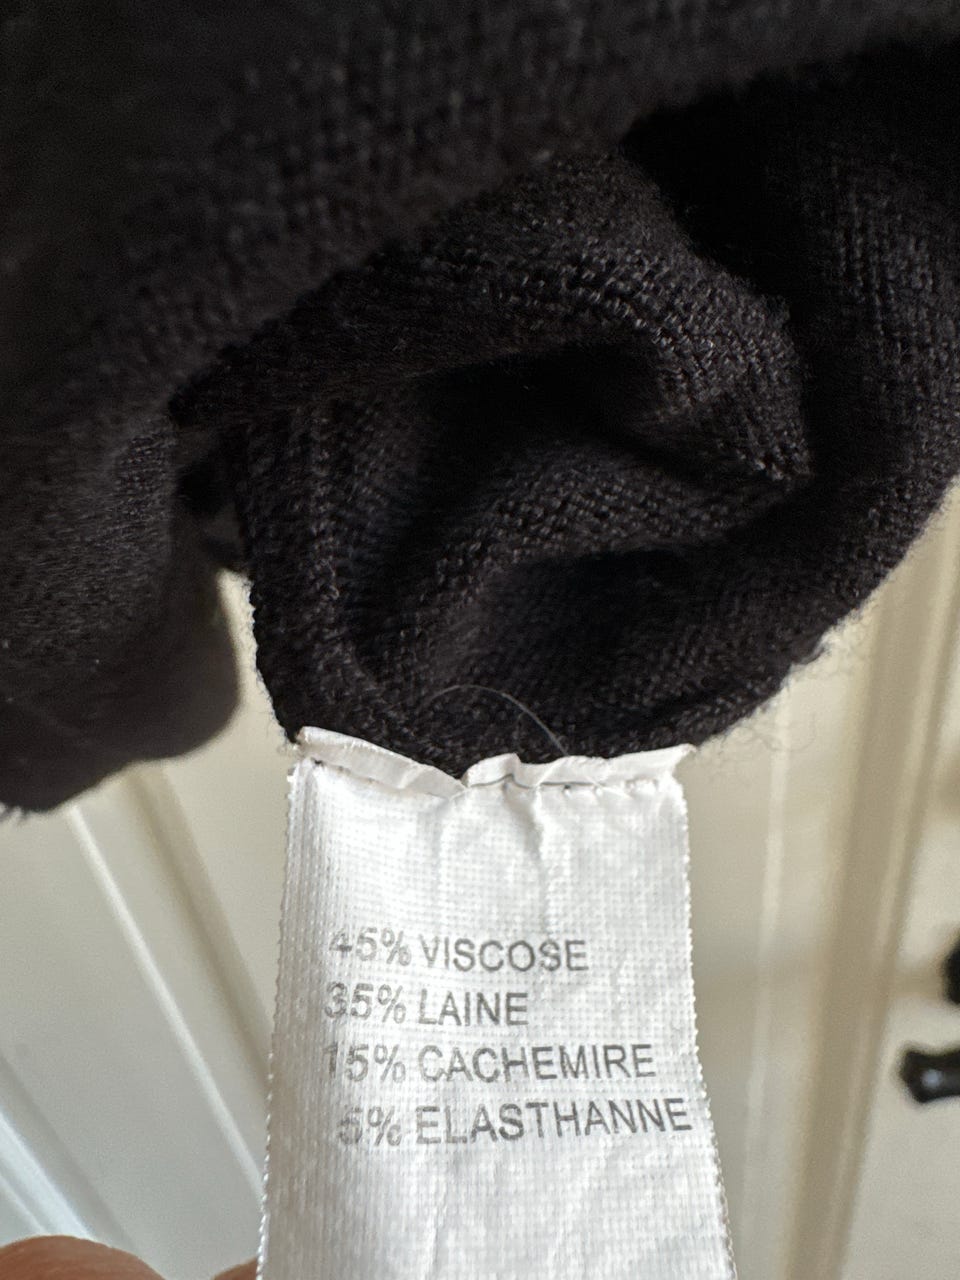 45% VISCOSE
35% LAINE
15% CACHEMIRE
5% ELASTHANNE